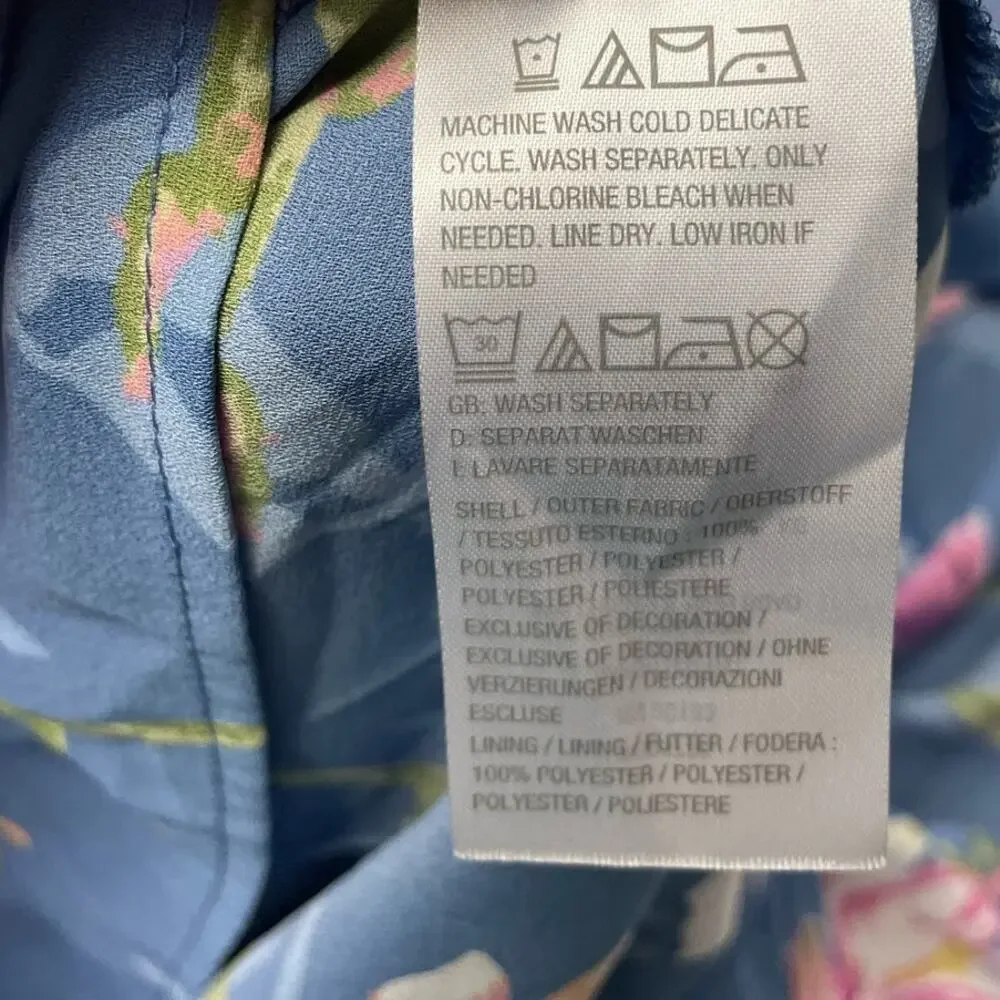 MACHINE WASH COLD DELICATE
CYCLE. WASH SEPARATELY. ONLY
NON-CHLORINE BLEACH WHEN
NEEDED. LINE DRY. LOW IRON IF
NEEDED
30
GB: WASH SEPARATELY
D: SEPARAT WASCHEN
I: LAVARE SEPARATAMENTE
SHELL / OUTER FABRIC / OBERSTOFF
/ TESSUTO ESTERNO : 100%
POLYESTER / POLYESTER /
POLYESTER / POLIESTERE
EXCLUSIVE OF DECORATION /
EXCLUSIVE OF DECORATION / OHNE
VERZIERUNGEN / DECORAZIONI
ESCLUSE
LINING / LINING / FUTTER / FODERA :
100% POLYESTER / POLYESTER /
POLYESTER / POLIESTERE